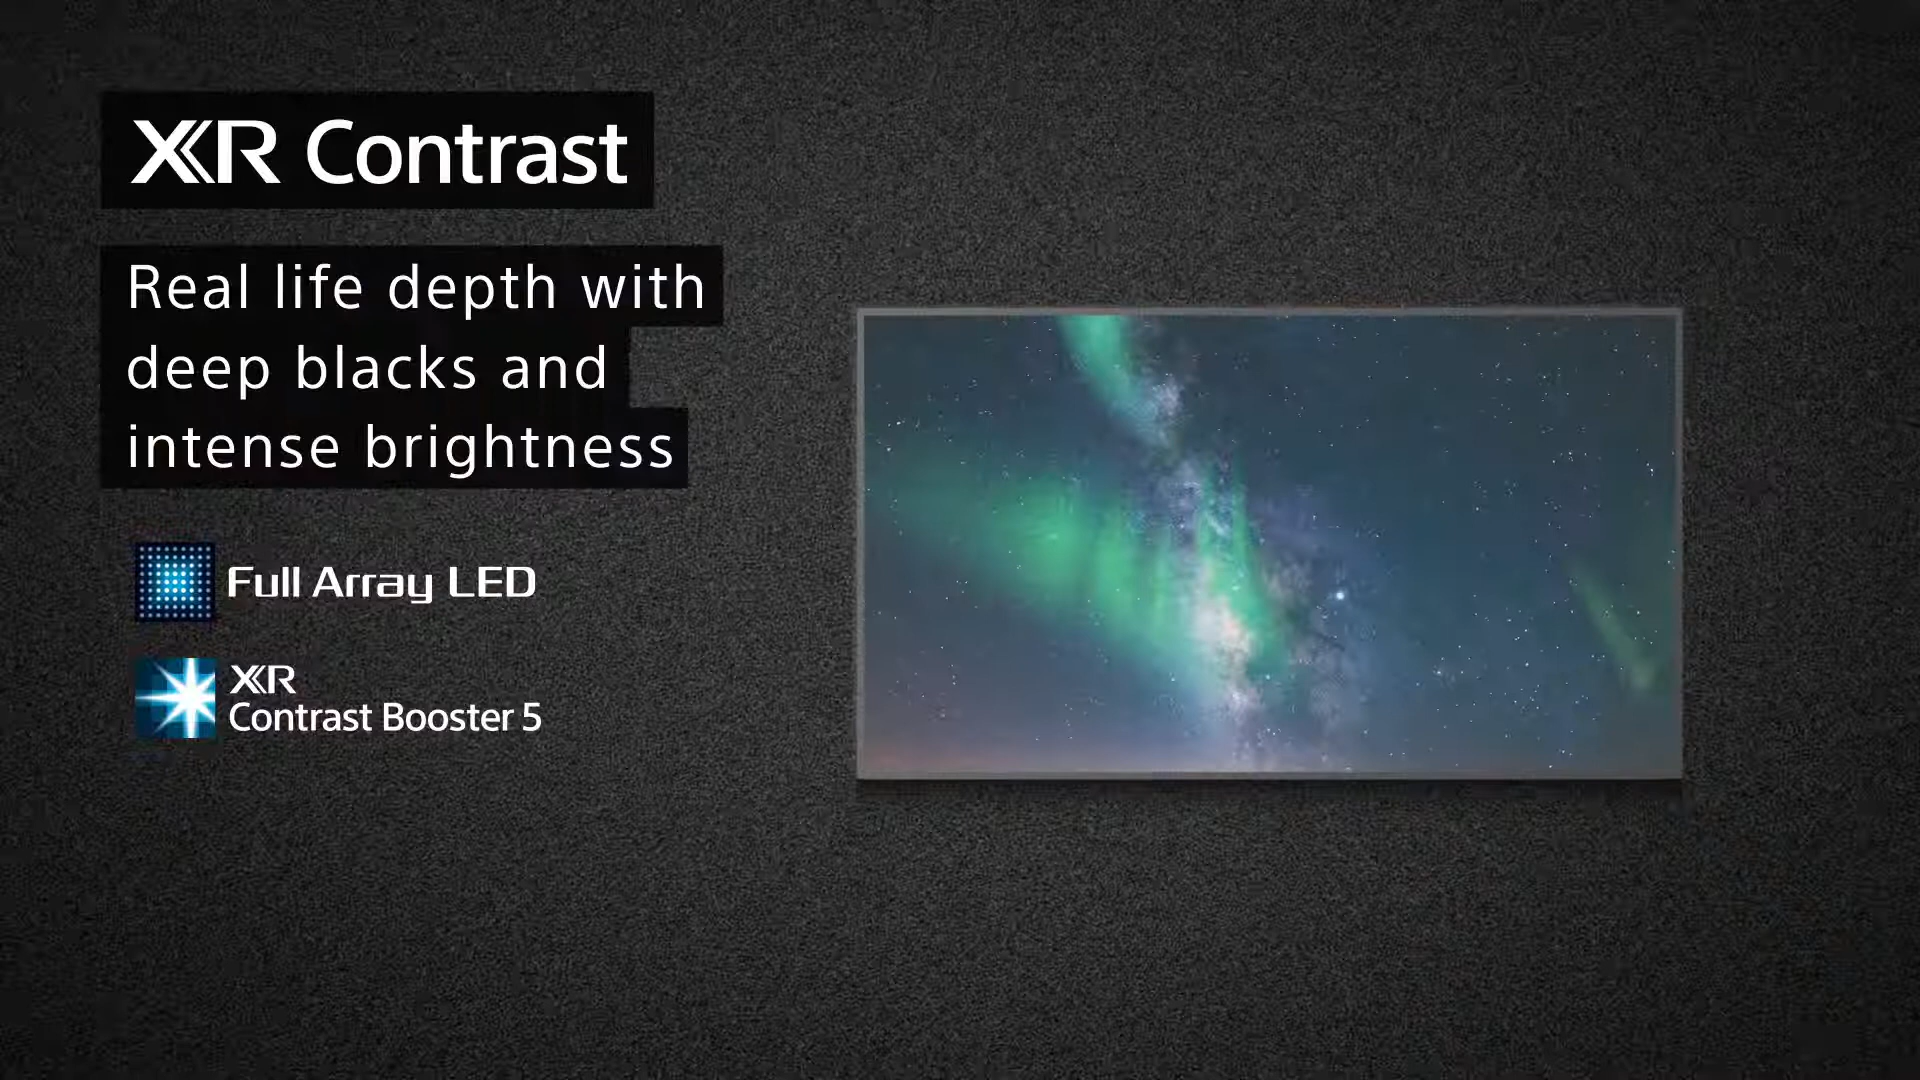 XR Contrast
Real life depth with
deep blacks and
intense brightness
Full Array LED
XR
Contrast Booster 5